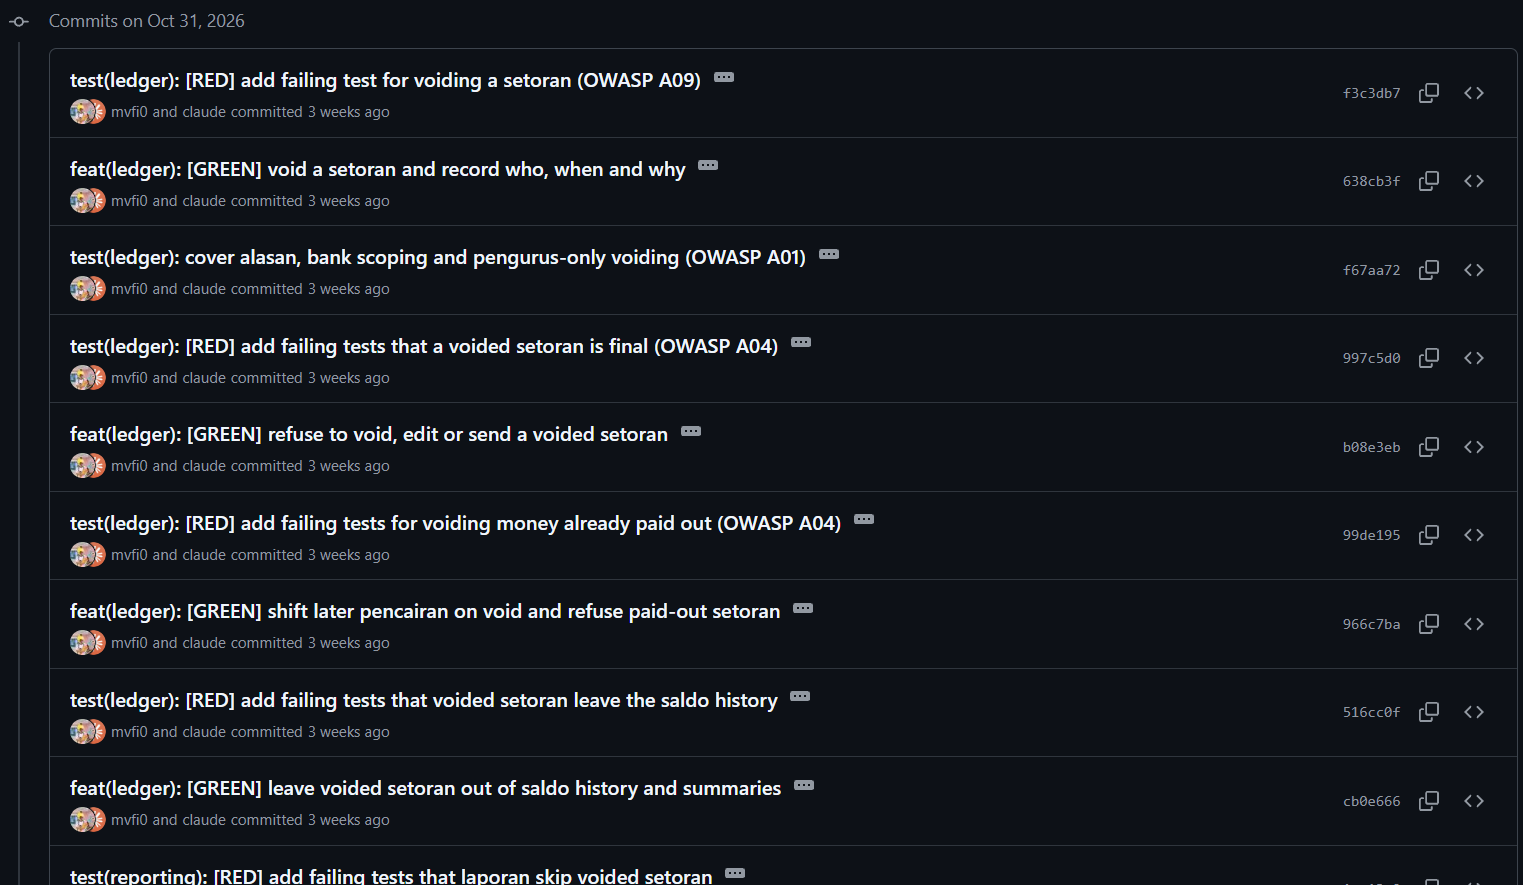 Commits on Oct 31, 2026
test(ledger): [RED] add failing test for voiding a setoran (OWASP A09)
mvfi0 and claude committed 3 weeks ago
f3c3db7
feat(ledger): [GREEN] void a setoran and record who, when and why
mvfi0 and claude committed 3 weeks ago
638cb3f
test(ledger): cover alasan, bank scoping and pengurus-only voiding (OWASP A01)
mvfi0 and claude committed 3 weeks ago
f67aa72
test(ledger): [RED] add failing tests that a voided setoran is final (OWASP A04)
mvfi0 and claude committed 3 weeks ago
997c5d0
feat(ledger): [GREEN] refuse to void, edit or send a voided setoran
mvfi0 and claude committed 3 weeks ago
b08e3eb
test(ledger): [RED] add failing tests for voiding money already paid out (OWASP A04)
mvfi0 and claude committed 3 weeks ago
99de195
feat(ledger): [GREEN] shift later pencairan on void and refuse paid-out setoran
mvfi0 and claude committed 3 weeks ago
966c7ba
test(ledger): [RED] add failing tests that voided setoran leave the saldo history
mvfi0 and claude committed 3 weeks ago
516cc0f
feat(ledger): [GREEN] leave voided setoran out of saldo history and summaries
mvfi0 and claude committed 3 weeks ago
cb0e666
test(reporting): [RED] add failing tests that laporan skip voided setoran